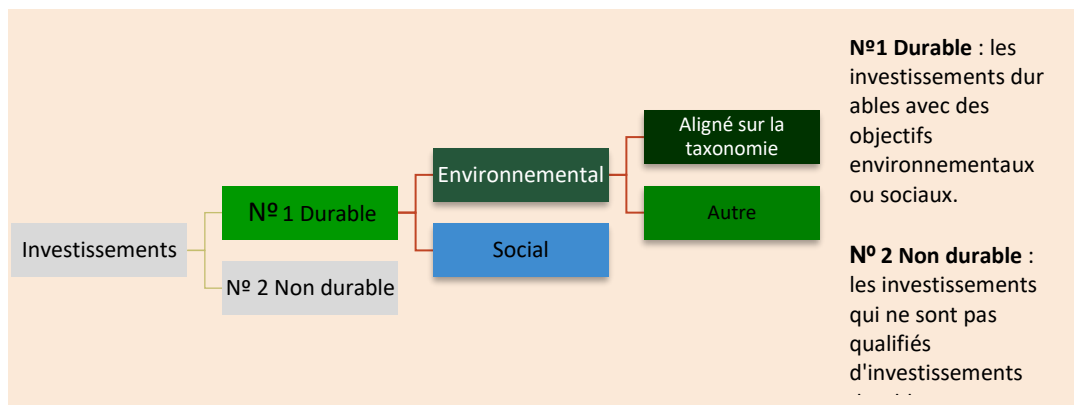 Investissements
Nº 1 Durable
Nº 2 Non durable
Environnemental
Social
Aligné sur la
taxonomie
Autre
Nº1 Durable : les
investissements dur
ables avec des
objectifs
environnementaux
ou sociaux.
Nº 2 Non durable :
les investissements
qui ne sont pas
qualifiés
d'investissements